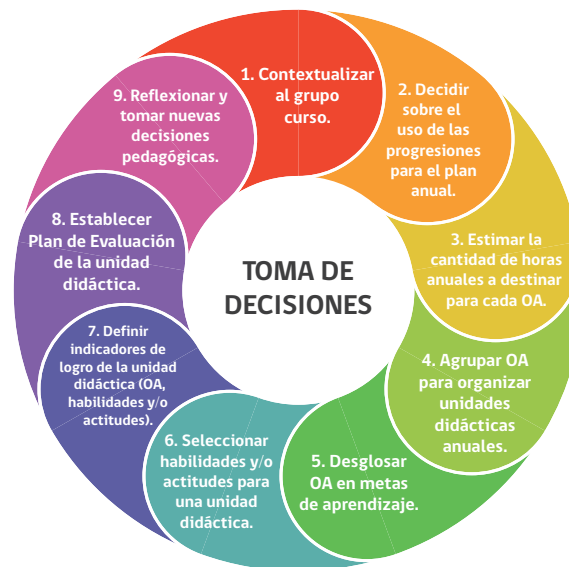 1. Contextualizar
al grupo
curso.
2. Decidir
sobre el
uso de las
progresiones
para el plan
anual.
3. Estimar la
cantidad de horas
anuales a destinar
para cada OA.
4. Agrupar OA
para organizar
unidades
didácticas
anuales.
5. Desglosar
OA en metas
de aprendizaje.
6. Seleccionar
habilidades y/o
actitudes para
una unidad
didáctica.
7. Definir
indicadores de
logro de la unidad
didáctica (OA,
habilidades y/o
actitudes).
8. Establecer
Plan de Evaluación
de la unidad
didáctica.
9. Reflexionar y
tomar nuevas
decisiones
pedagógicas.
TOMA DE
DECISIONES